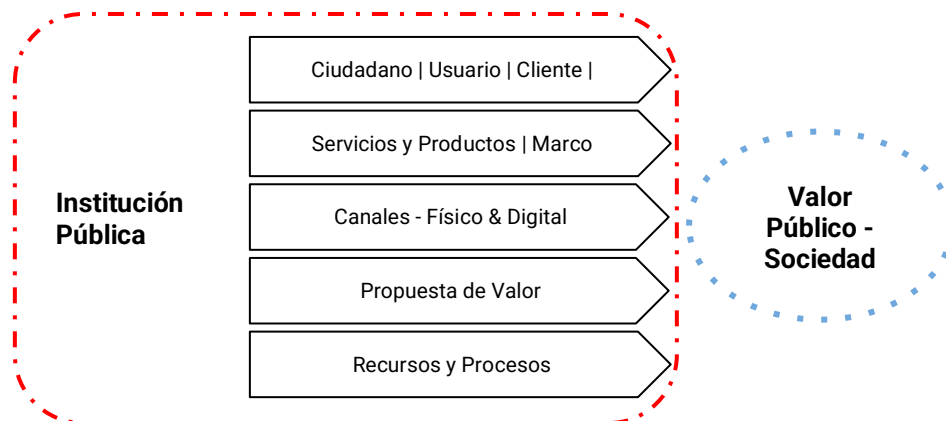 Ciudadano | Usuario | Cliente |
Servicios y Productos | Marco
Institución
Pública
Canales - Físico & Digital
Propuesta de Valor
Recursos y Procesos
Valor
Público -
Sociedad